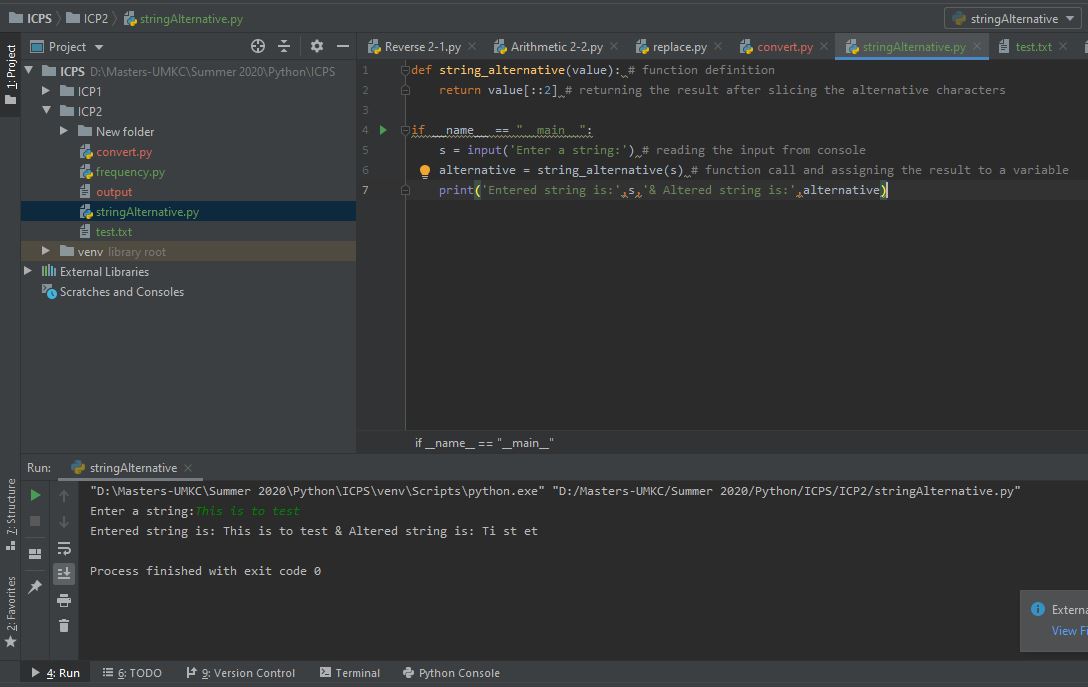 ICPS ICP2 stringAlternative.py stringAlternative
1: Project
Project
Reverse 2-1.py Arithmetic 2-2.py replace.py convert.py stringAlternative.py test.txt
ICPS D:\Masters-UMKC\Summer 2020\Python\ICPS
ICP1
ICP2
New folder
convert.py
frequency.py
output
stringAlternative.py
test.txt
venv library root
External Libraries
Scratches and Consoles
1 def string_alternative(value): # function definition
2 return value[::2] # returning the result after slicing the alternative characters
3
4 if __name__ == "__main__":
5 s = input('Enter a string:') # reading the input from console
6 alternative = string_alternative(s) # function call and assigning the result to a variable
7 print('Entered string is:',s,'& Altered string is:',alternative)
if __name__ == "__main__"
Run: stringAlternative
"D:\Masters-UMKC\Summer 2020\Python\ICPS\venv\Scripts\python.exe" "D:/Masters-UMKC/Summer 2020/Python/ICPS/ICP2/stringAlternative.py"
Enter a string:This is to test
Entered string is: This is to test & Altered string is: Ti st et
Process finished with exit code 0
7: Structure
2: Favorites
View
4: Run 6: TODO 9: Version Control Terminal Python Console